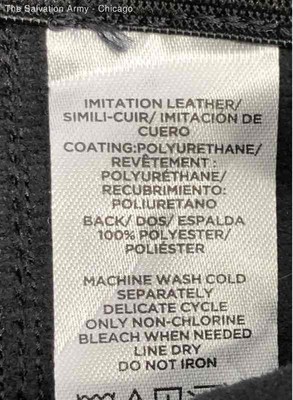 The Salvation Army - Chicago
IMITATION LEATHER/
SIMILI-CUIR/ IMITACIÓN DE
CUERO
COATING:POLYURETHANE/
REVÊTEMENT :
POLYURÉTHANE/
RECUBRIMIENTO:
POLIURETANO
BACK/ DOS/ ESPALDA
100% POLYESTER/
POLIÉSTER
MACHINE WASH COLD
SEPARATELY
DELICATE CYCLE
ONLY NON-CHLORINE
BLEACH WHEN NEEDED
LINE DRY
DO NOT IRON